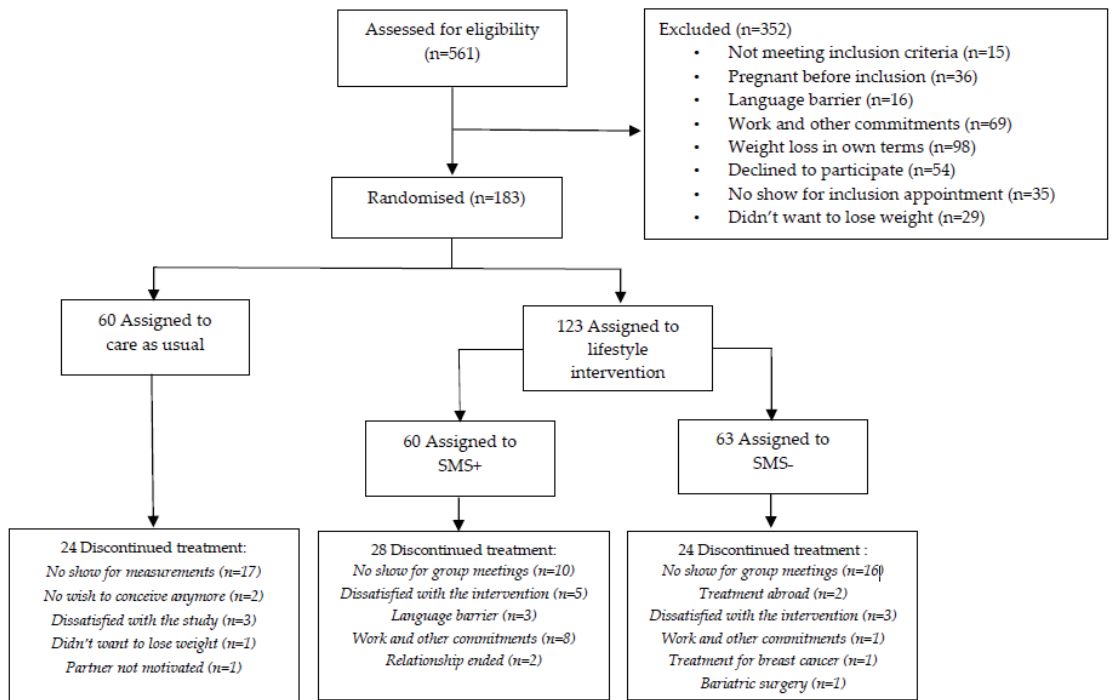 Assessed for eligibility
(n=561)
Excluded (n=352)
• Not meeting inclusion criteria (n=15)
• Pregnant before inclusion (n=36)
• Language barrier (n=16)
• Work and other commitments (n=69)
• Weight loss in own terms (n=98)
• Declined to participate (n=54)
• No show for inclusion appointment (n=35)
• Didn't want to lose weight (n=29)
Randomised (n=183)
60 Assigned to
care as usual
123 Assigned to
lifestyle
intervention
60 Assigned to
SMS+
63 Assigned to
SMS-
24 Discontinued treatment:
No show for measurements (n=17)
No wish to conceive anymore (n=2)
Dissatisfied with the study (n=3)
Didn't want to lose weight (n=1)
Partner not motivated (n=1)
28 Discontinued treatment:
No show for group meetings (n=10)
Dissatisfied with the intervention (n=5)
Language barrier (n=3)
Work and other commitments (n=8)
Relationship ended (n=2)
24 Discontinued treatment :
No show for group meetings (n=16)
Treatment abroad (n=2)
Dissatisfied with the intervention (n=3)
Work and other commitments (n=1)
Treatment for breast cancer (n=1)
Bariatric surgery (n=1)